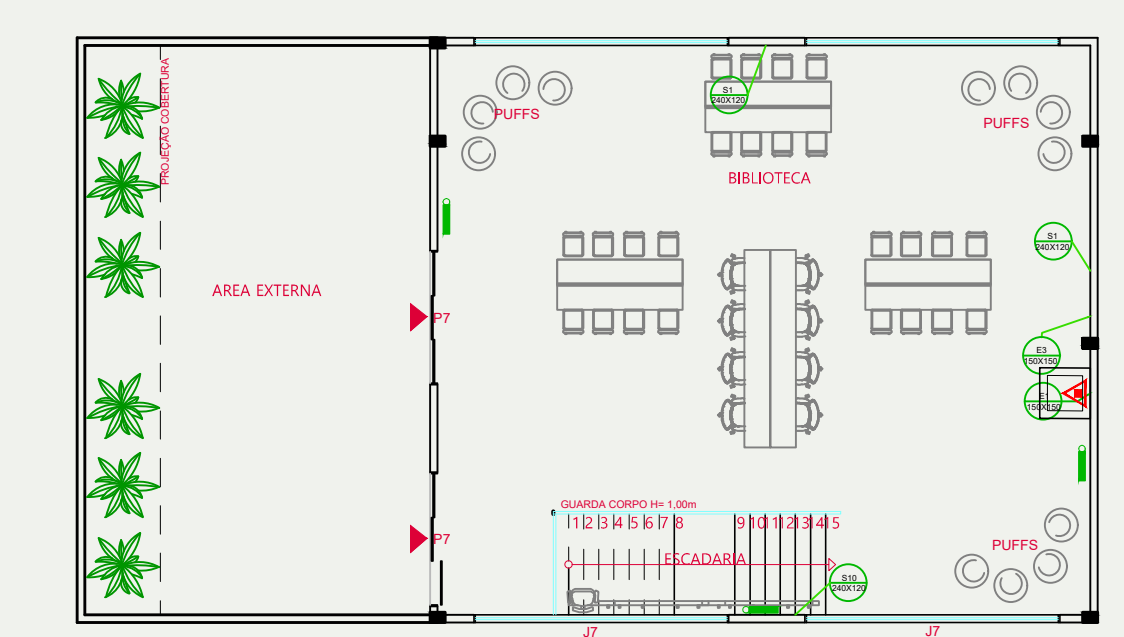 PROJEÇÃO COBERTURA
S1
240X120
PUFFS
PUFFS
BIBLIOTECA
S1
240X120
AREA EXTERNA
P7
E3
150X150
E1
150X150
GUARDA CORPO H= 1,00m
1 2 3 4 5 6 7 8 9 10 11 12 13 14 15
P7
ESCADARIA
PUFFS
S10
240X120
J7
J7